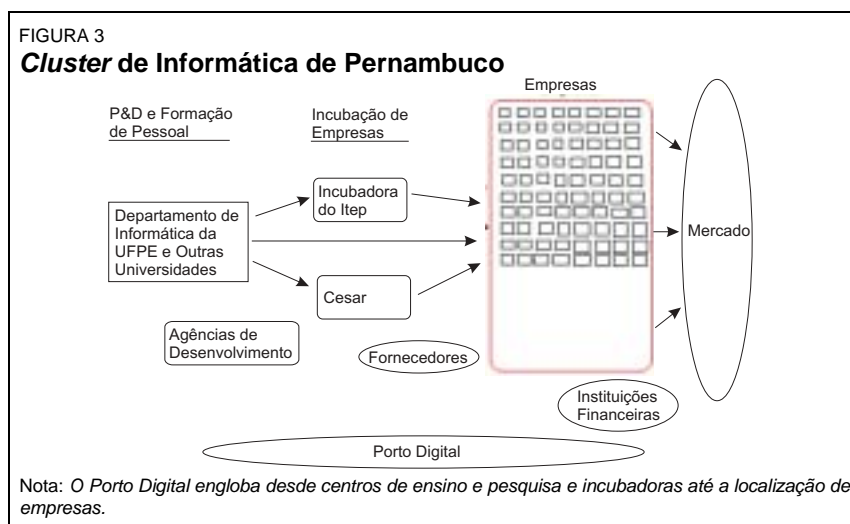 FIGURA 3
Cluster de Informática de Pernambuco
Empresas
P&D e Formação
de Pessoal
Incubação de
Empresas
Incubadora
do Itep
Departamento de
Informática da
UFPE e Outras
Universidades
Mercado
Cesar
Agências de
Desenvolvimento
Fornecedores
Instituições
Financeiras
Porto Digital
Nota: O Porto Digital engloba desde centros de ensino e pesquisa e incubadoras até a localização de
empresas.